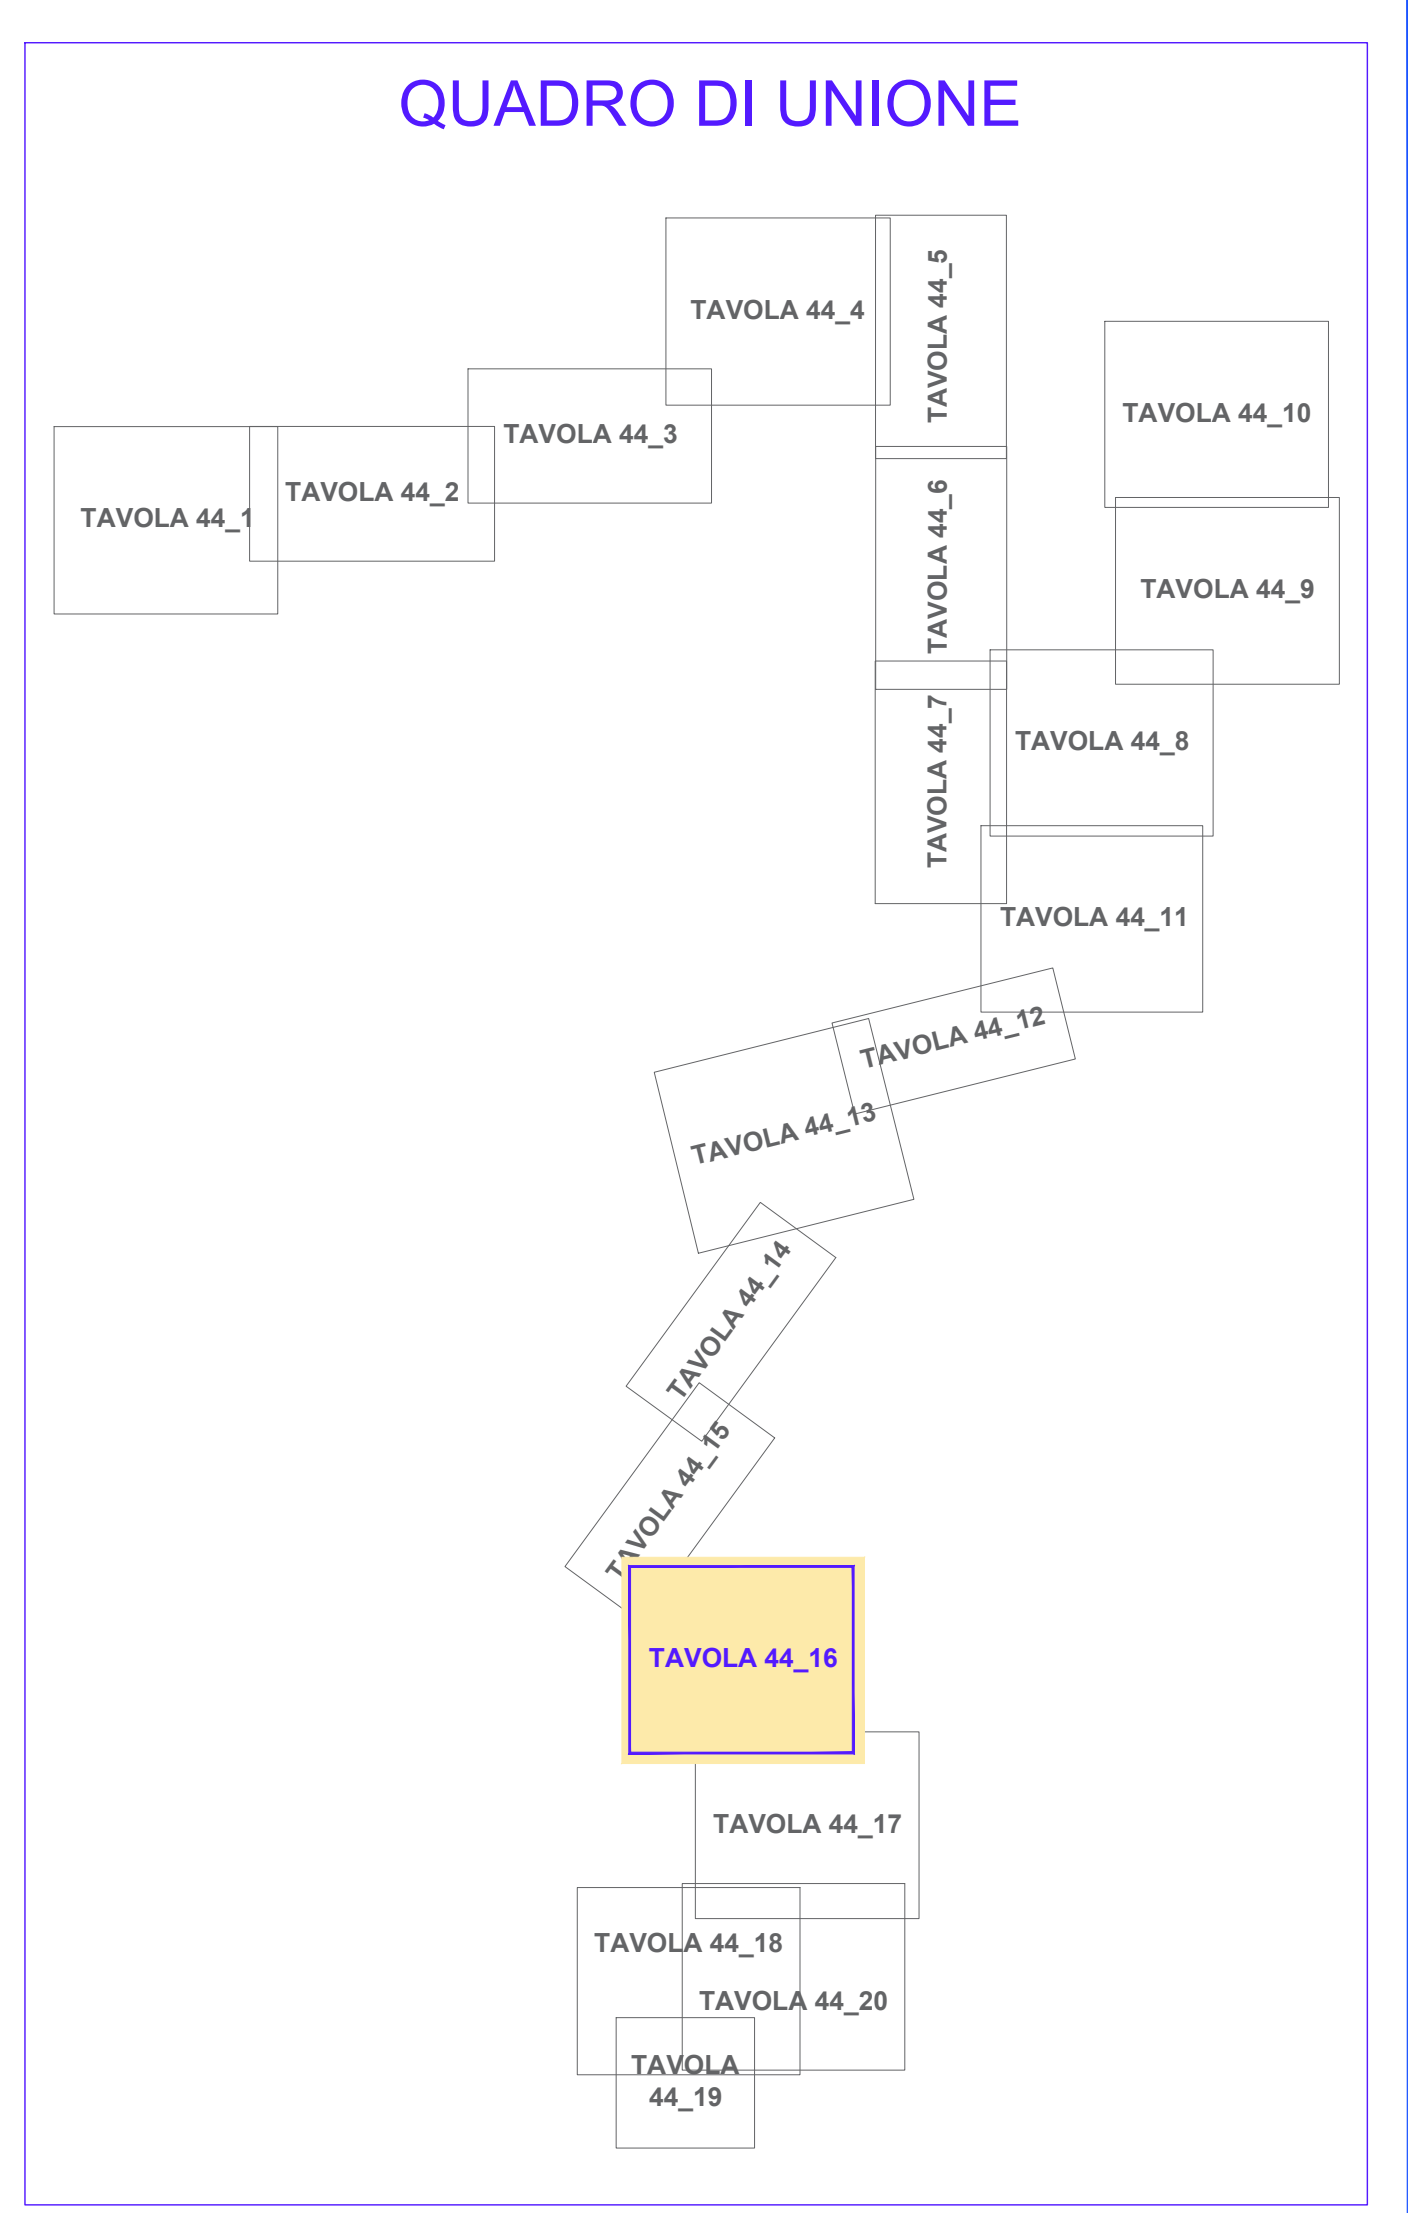 QUADRO DI UNIONE
TAVOLA 44_4
TAVOLA 44_5
TAVOLA 44_10
TAVOLA 44_3
TAVOLA 44_2
TAVOLA 44_1
TAVOLA 44_6
TAVOLA 44_9
TAVOLA 44_8
TAVOLA 44_7
TAVOLA 44_11
TAVOLA 44_12
TAVOLA 44_13
TAVOLA 44_14
TAVOLA 44_15
TAVOLA 44_16
TAVOLA 44_17
TAVOLA 44_18
TAVOLA 44_20
TAVOLA
44_19